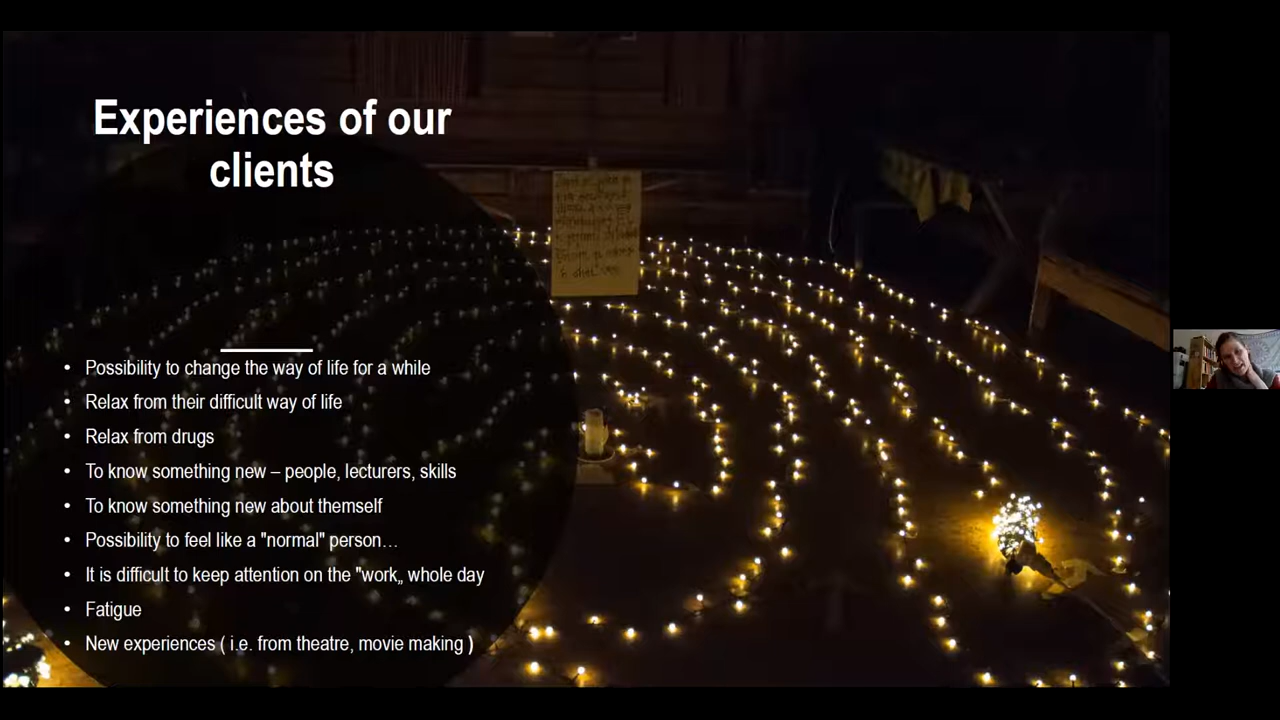 Experiences of our
clients
• Possibility to change the way of life for a while
• Relax from their difficult way of life
• Relax from drugs
• To know something new – people, lecturers, skills
• To know something new about themself
• Possibility to feel like a "normal" person…
• It is difficult to keep attention on the "work„ whole day
• Fatigue
• New experiences ( i.e. from theatre, movie making )